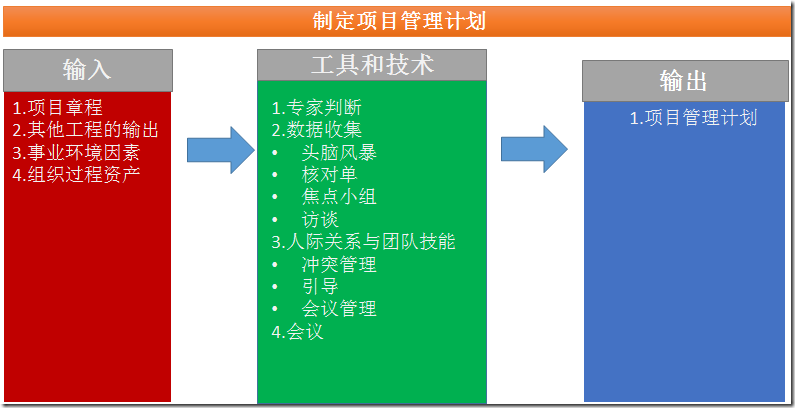 制定项目管理计划
输入
1.项目章程
2.其他工程的输出
3.事业环境因素
4.组织过程资产
工具和技术
1.专家判断
2.数据收集
• 头脑风暴
• 核对单
• 焦点小组
• 访谈
3.人际关系与团队技能
• 冲突管理
• 引导
• 会议管理
4.会议
输出
1.项目管理计划